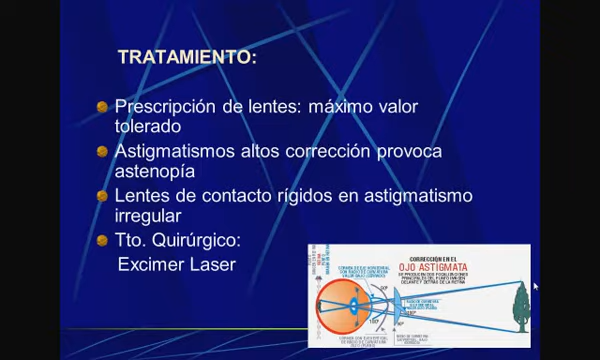 TRATAMIENTO:
Prescripción de lentes: máximo valor
tolerado
Astigmatismos altos corrección provoca
astenopía
Lentes de contacto rígidos en astigmatismo
irregular
Tto. Quirúrgico:
Excimer Laser
CORRECCIÓN EN EL
OJO ASTIGMATA